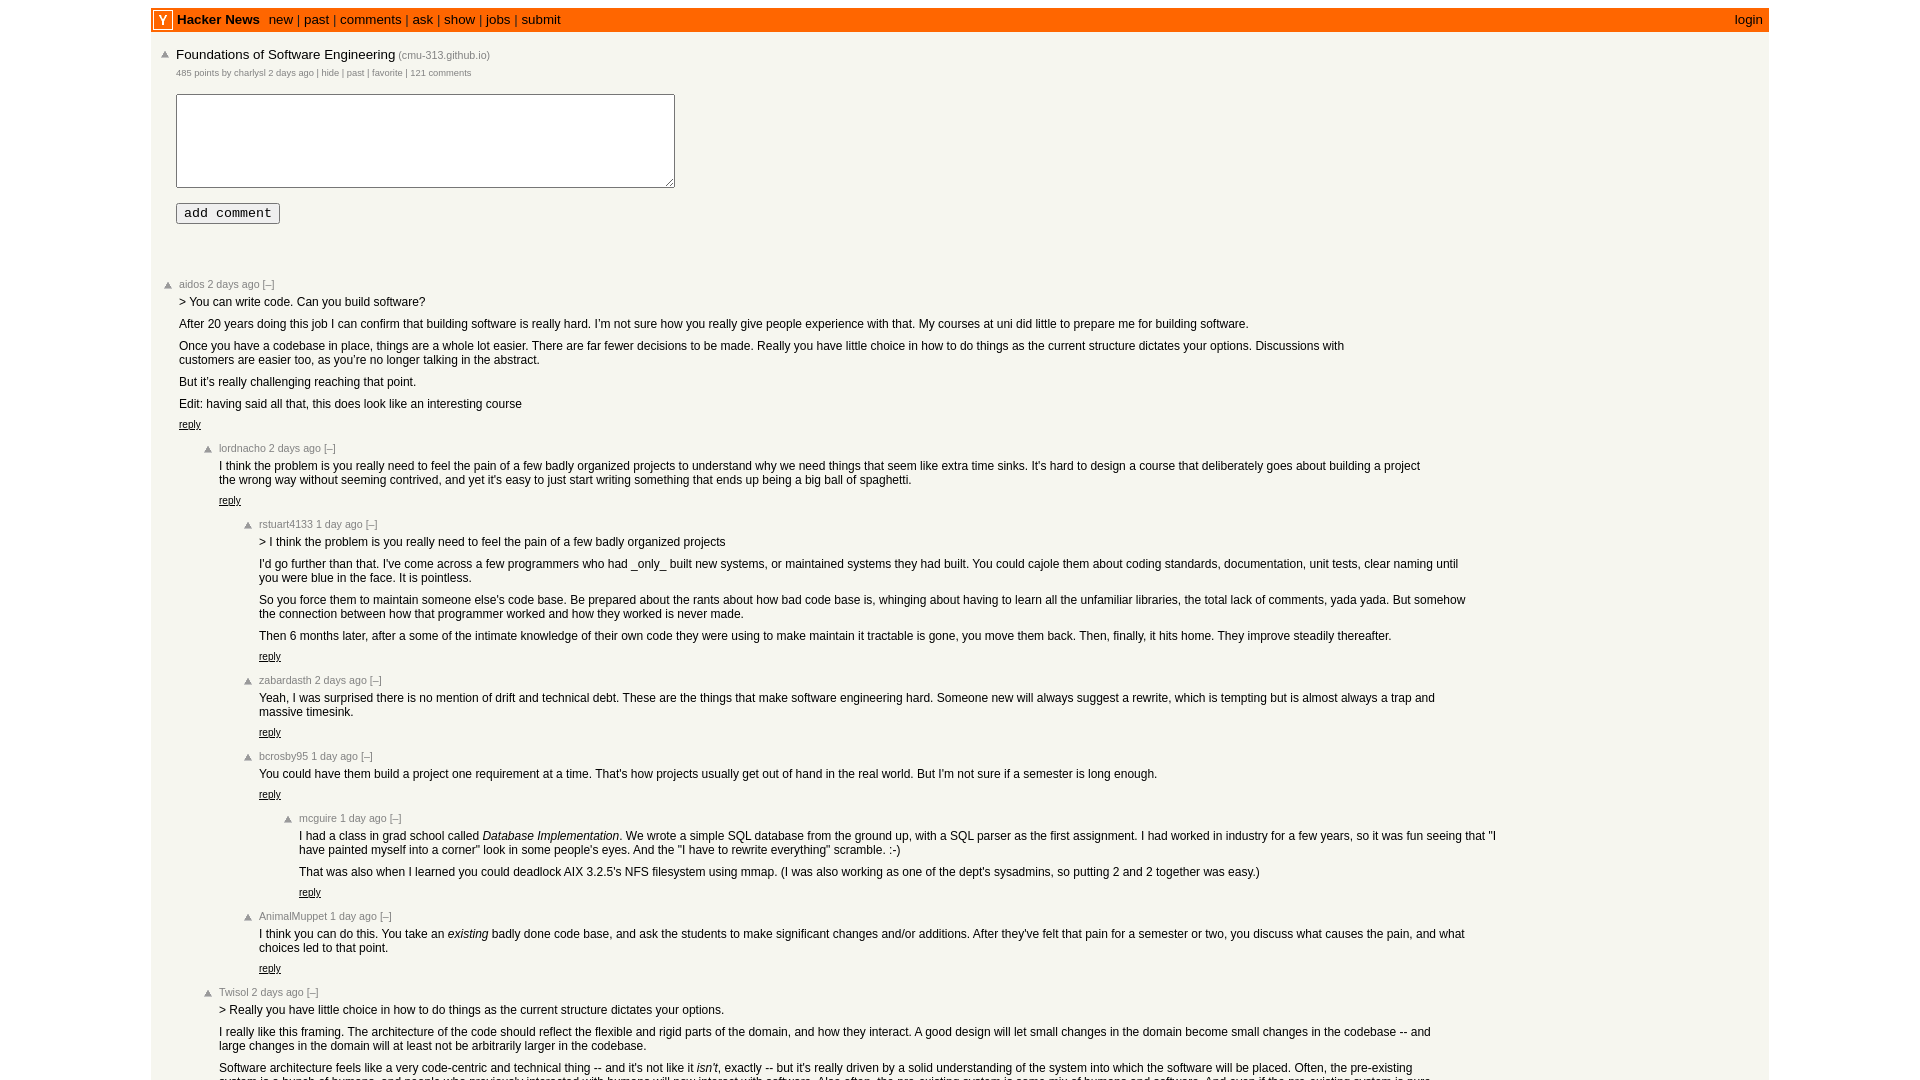 Y Hacker News new | past | comments | ask | show | jobs | submit login
Foundations of Software Engineering (cmu-313.github.io)
485 points by charlysl 2 days ago | hide | past | favorite | 121 comments
add comment
aidos 2 days ago [–]
> You can write code. Can you build software?
After 20 years doing this job I can confirm that building software is really hard. I'm not sure how you really give people experience with that. My courses at uni did little to prepare me for building software.
Once you have a codebase in place, things are a whole lot easier. There are far fewer decisions to be made. Really you have little choice in how to do things as the current structure dictates your options. Discussions with
customers are easier too, as you're no longer talking in the abstract.
But it's really challenging reaching that point.
Edit: having said all that, this does look like an interesting course
reply
lordnacho 2 days ago [–]
I think the problem is you really need to feel the pain of a few badly organized projects to understand why we need things that seem like extra time sinks. It's hard to design a course that deliberately goes about building a project
the wrong way without seeming contrived, and yet it's easy to just start writing something that ends up being a big ball of spaghetti.
reply
rstuart4133 1 day ago [–]
> I think the problem is you really need to feel the pain of a few badly organized projects
I'd go further than that. I've come across a few programmers who had _only_ built new systems, or maintained systems they had built. You could cajole them about coding standards, documentation, unit tests, clear naming until
you were blue in the face. It is pointless.
So you force them to maintain someone else's code base. Be prepared about the rants about how bad code base is, whinging about having to learn all the unfamiliar libraries, the total lack of comments, yada yada. But somehow
the connection between how that programmer worked and how they worked is never made.
Then 6 months later, after a some of the intimate knowledge of their own code they were using to make maintain it tractable is gone, you move them back. Then, finally, it hits home. They improve steadily thereafter.
reply
zabardasth 2 days ago [–]
Yeah, I was surprised there is no mention of drift and technical debt. These are the things that make software engineering hard. Someone new will always suggest a rewrite, which is tempting but is almost always a trap and
massive timesink.
reply
bcrosby95 1 day ago [–]
You could have them build a project one requirement at a time. That's how projects usually get out of hand in the real world. But I'm not sure if a semester is long enough.
reply
mcguire 1 day ago [–]
I had a class in grad school called Database Implementation. We wrote a simple SQL database from the ground up, with a SQL parser as the first assignment. I had worked in industry for a few years, so it was fun seeing that "I
have painted myself into a corner" look in some people's eyes. And the "I have to rewrite everything" scramble. :-)
That was also when I learned you could deadlock AIX 3.2.5's NFS filesystem using mmap. (I was also working as one of the dept's sysadmins, so putting 2 and 2 together was easy.)
reply
AnimalMuppet 1 day ago [–]
I think you can do this. You take an existing badly done code base, and ask the students to make significant changes and/or additions. After they've felt that pain for a semester or two, you discuss what causes the pain, and what
choices led to that point.
reply
Twisol 2 days ago [–]
> Really you have little choice in how to do things as the current structure dictates your options.
I really like this framing. The architecture of the code should reflect the flexible and rigid parts of the domain, and how they interact. A good design will let small changes in the domain become small changes in the codebase -- and
large changes in the domain will at least not be arbitrarily larger in the codebase.
Software architecture feels like a very code-centric and technical thing -- and it's not like it isn't, exactly -- but it's really driven by a solid understanding of the system into which the software will be placed. Often, the pre-existing